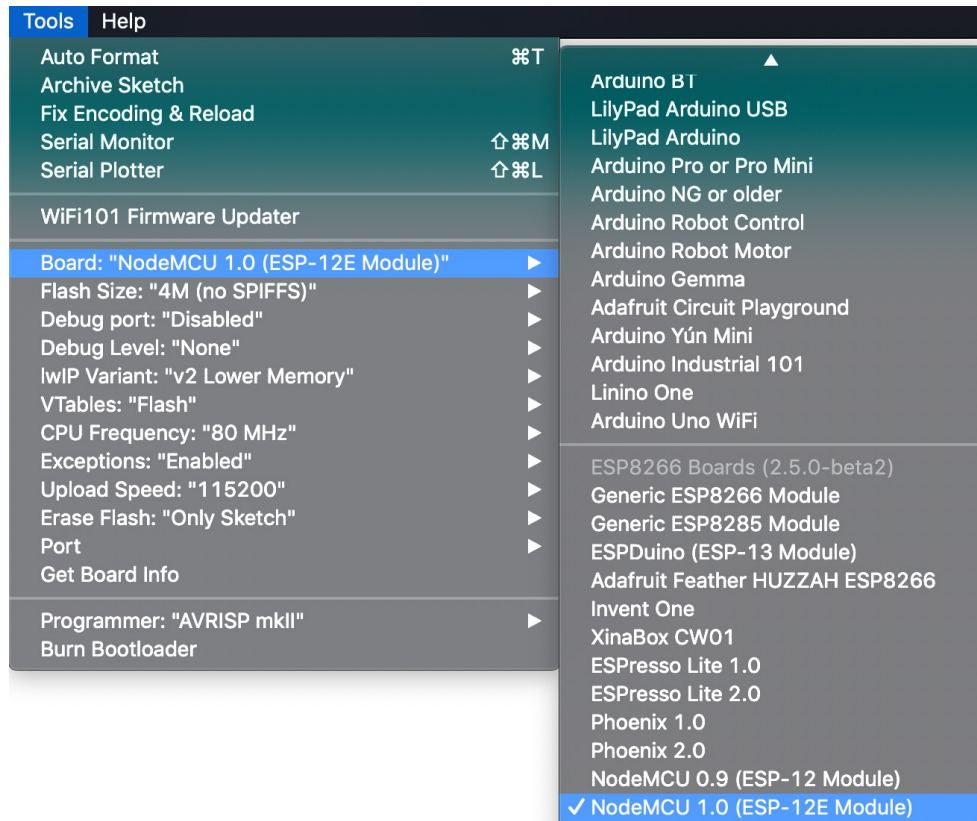 Tools Help
Auto Format ⌘T
Archive Sketch
Fix Encoding & Reload
Serial Monitor ⇧⌘M
Serial Plotter ⇧⌘L
WiFi101 Firmware Updater
Board: "NodeMCU 1.0 (ESP-12E Module)"
Flash Size: "4M (no SPIFFS)"
Debug port: "Disabled"
Debug Level: "None"
lwIP Variant: "v2 Lower Memory"
VTables: "Flash"
CPU Frequency: "80 MHz"
Exceptions: "Enabled"
Upload Speed: "115200"
Erase Flash: "Only Sketch"
Port
Get Board Info
Programmer: "AVRISP mkII"
Burn Bootloader
Arduino BT
LilyPad Arduino USB
LilyPad Arduino
Arduino Pro or Pro Mini
Arduino NG or older
Arduino Robot Control
Arduino Robot Motor
Arduino Gemma
Adafruit Circuit Playground
Arduino Yún Mini
Arduino Industrial 101
Linino One
Arduino Uno WiFi
ESP8266 Boards (2.5.0-beta2)
Generic ESP8266 Module
Generic ESP8285 Module
ESPDuino (ESP-13 Module)
Adafruit Feather HUZZAH ESP8266
Invent One
XinaBox CW01
ESPresso Lite 1.0
ESPresso Lite 2.0
Phoenix 1.0
Phoenix 2.0
NodeMCU 0.9 (ESP-12 Module)
✓ NodeMCU 1.0 (ESP-12E Module)